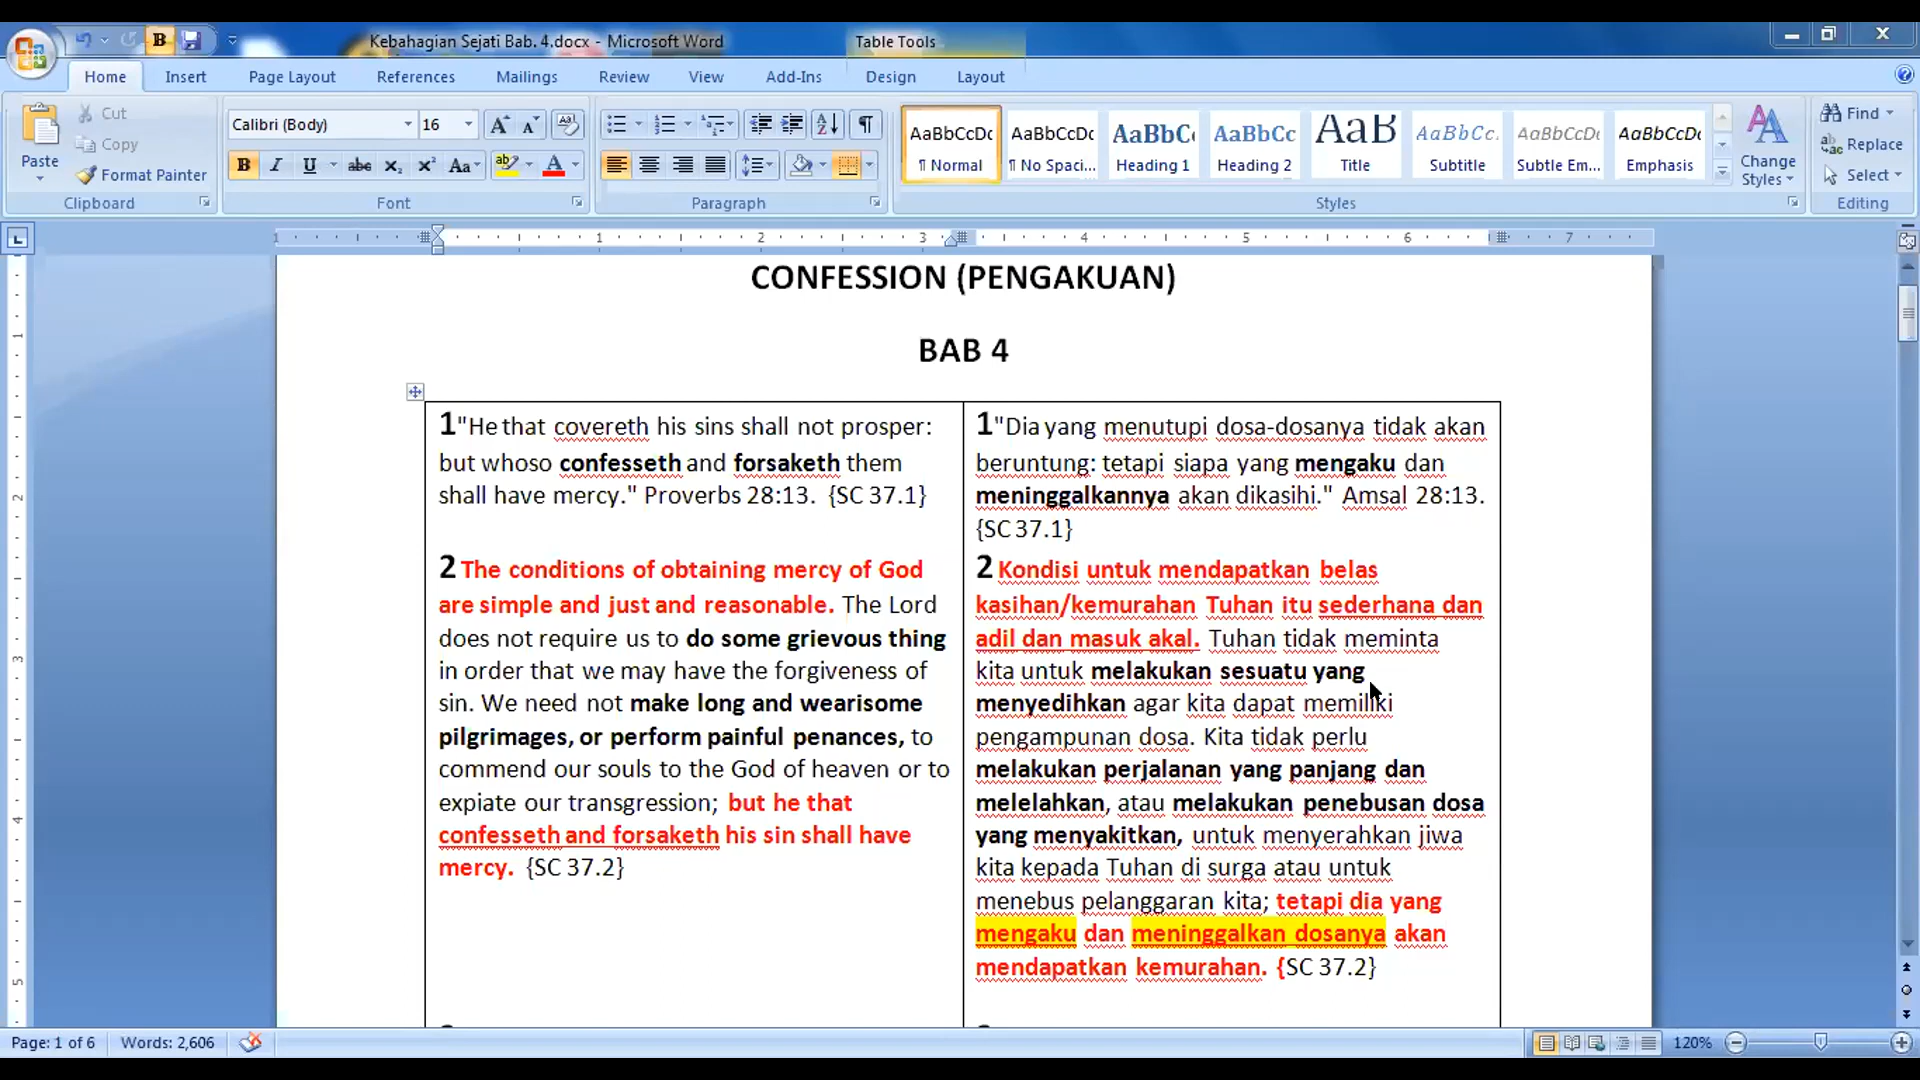 Kebahagian Sejati Bab. 4.docx - Microsoft Word
Table Tools
Home Insert Page Layout References Mailings Review View Add-Ins Design Layout
Paste
Cut
Copy
Format Painter
Clipboard
Calibri (Body) 16
Font
Paragraph
AaBbCcDc AaBbCcDc AaBbC AaBbCc AaB AaBbCc. AaBbCcDc AaBbCcDc
¶ Normal ¶ No Spaci... Heading 1 Heading 2 Title Subtitle Subtle Em... Emphasis
Change Styles
Styles
Find
Replace
Select
Editing
1 1 2 3 4 5 6 7
CONFESSION (PENGAKUAN)
BAB 4
1"He that covereth his sins shall not prosper:
but whoso confesseth and forsaketh them
shall have mercy." Proverbs 28:13. {SC 37.1}
2 The conditions of obtaining mercy of God
are simple and just and reasonable. The Lord
does not require us to do some grievous thing
in order that we may have the forgiveness of
sin. We need not make long and wearisome
pilgrimages, or perform painful penances, to
commend our souls to the God of heaven or to
expiate our transgression; but he that
confesseth and forsaketh his sin shall have
mercy. {SC 37.2}
1"Dia yang menutupi dosa-dosanya tidak akan
beruntung: tetapi siapa yang mengaku dan
meninggalkannya akan dikasihi." Amsal 28:13.
{SC 37.1}
2 Kondisi untuk mendapatkan belas
kasihan/kemurahan Tuhan itu sederhana dan
adil dan masuk akal. Tuhan tidak meminta
kita untuk melakukan sesuatu yang
menyedihkan agar kita dapat memiliki
pengampunan dosa. Kita tidak perlu
melakukan perjalanan yang panjang dan
melelahkan, atau melakukan penebusan dosa
yang menyakitkan, untuk menyerahkan jiwa
kita kepada Tuhan di surga atau untuk
menebus pelanggaran kita; tetapi dia yang
mengaku dan meninggalkan dosanya akan
mendapatkan kemurahan. {SC 37.2}
Page: 1 of 6 Words: 2,606 120%